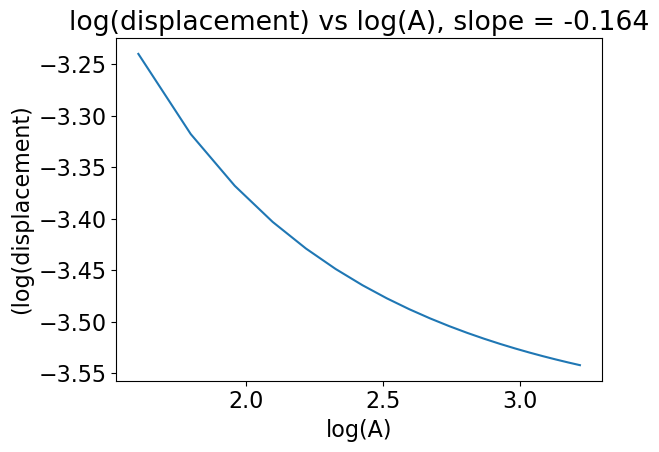 log(displacement) vs log(A), slope = -0.164
(log(displacement)
−3.25
−3.30
−3.35
−3.40
−3.45
−3.50
−3.55
2.0 2.5 3.0
log(A)